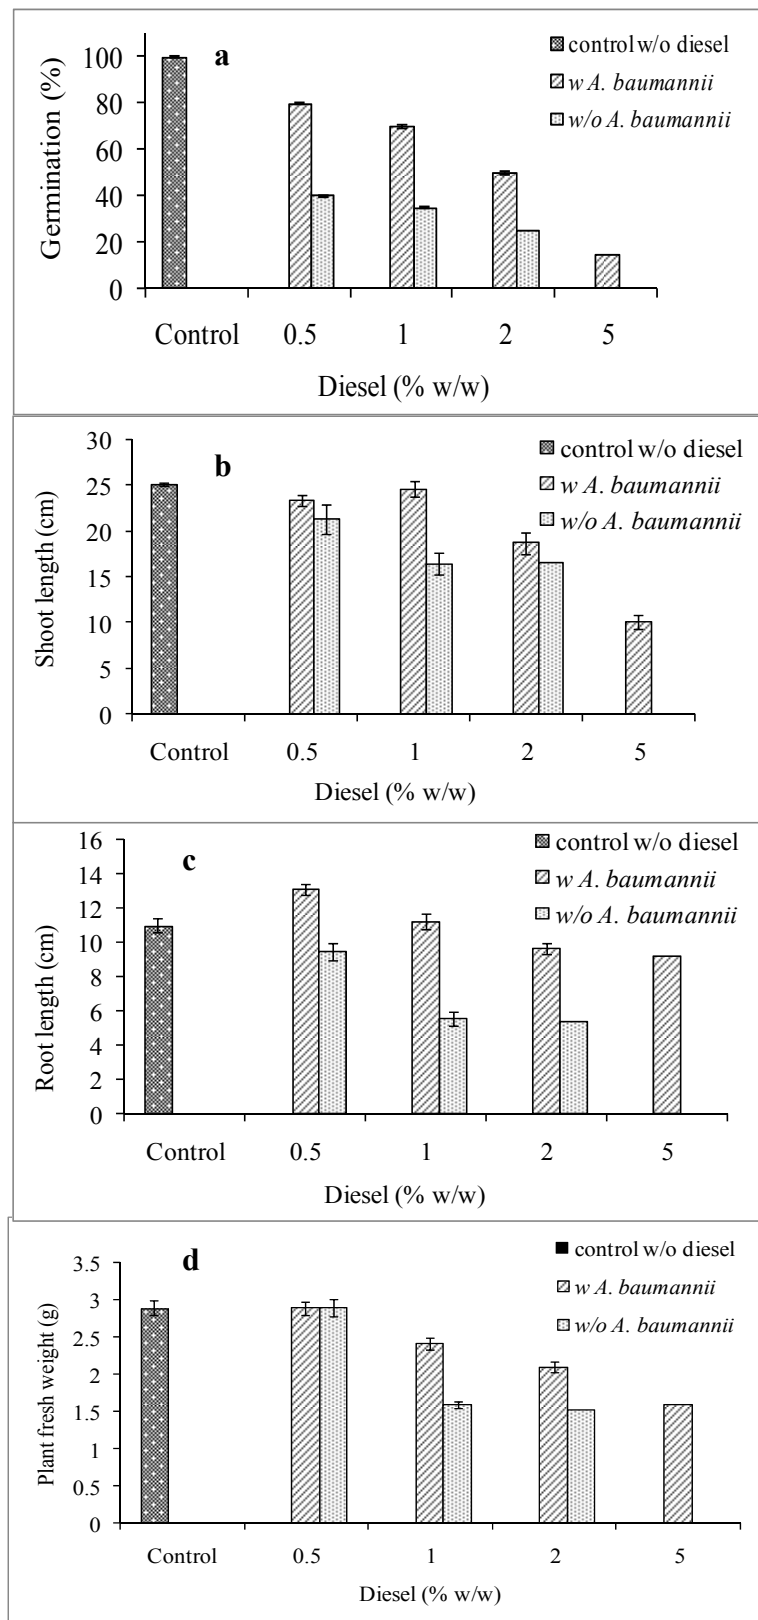 a
control w/o diesel
w A. baumannii
w/o A. baumannii
Germination (%)
100
80
60
40
20
0
Control 0.5 1 2 5
Diesel (% w/w)
b
control w/o diesel
w A. baumannii
w/o A. baumannii
Shoot length (cm)
30
25
20
15
10
5
0
Control 0.5 1 2 5
Diesel (% w/w)
c
control w/o diesel
w A. baumannii
w/o A. baumannii
Root length (cm)
16
14
12
10
8
6
4
2
0
Control 0.5 1 2 5
Diesel (% w/w)
d
control w/o diesel
w A. baumannii
w/o A. baumannii
Plant fresh weight (g)
3.5
3
2.5
2
1.5
1
0.5
0
Control 0.5 1 2 5
Diesel (% w/w)